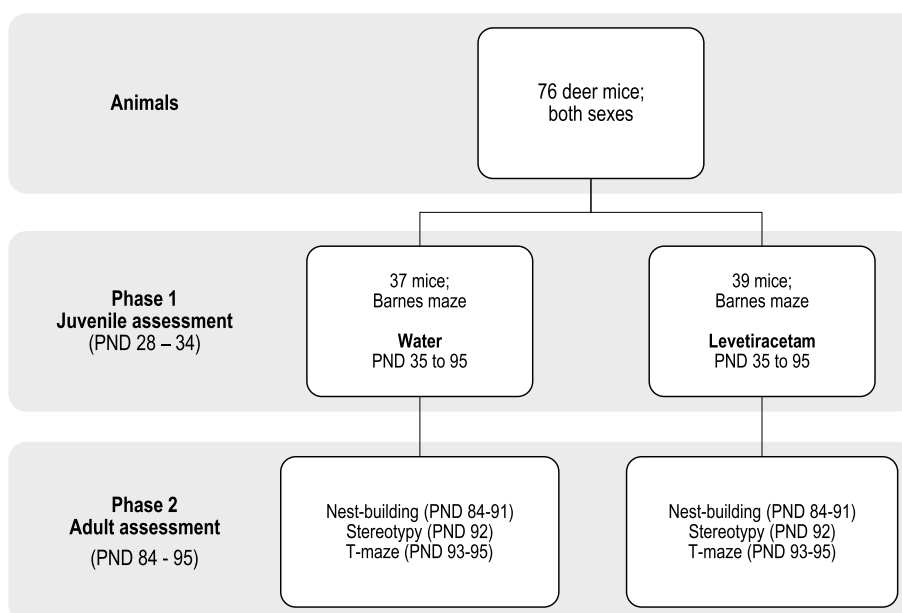 Animals
76 deer mice;
both sexes
Phase 1
Juvenile assessment
(PND 28 – 34)
37 mice;
Barnes maze
Water
PND 35 to 95
39 mice;
Barnes maze
Levetiracetam
PND 35 to 95
Phase 2
Adult assessment
(PND 84 - 95)
Nest-building (PND 84-91)
Stereotypy (PND 92)
T-maze (PND 93-95)
Nest-building (PND 84-91)
Stereotypy (PND 92)
T-maze (PND 93-95)